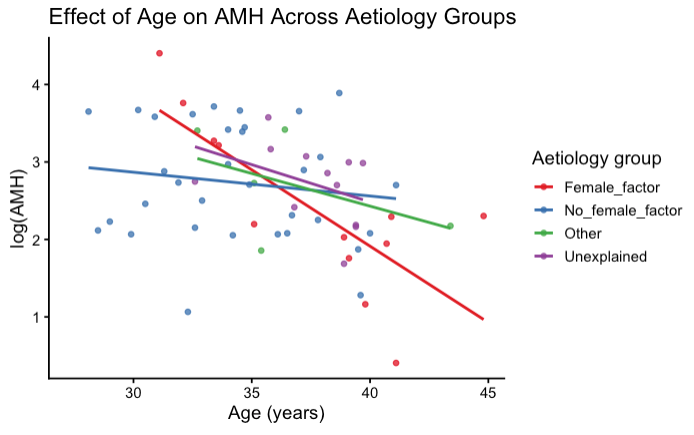 Effect of Age on AMH Across Aetiology Groups
log(AMH)
4
3
2
1
30 35 40 45
Age (years)
Aetiology group
Female_factor
No_female_factor
Other
Unexplained